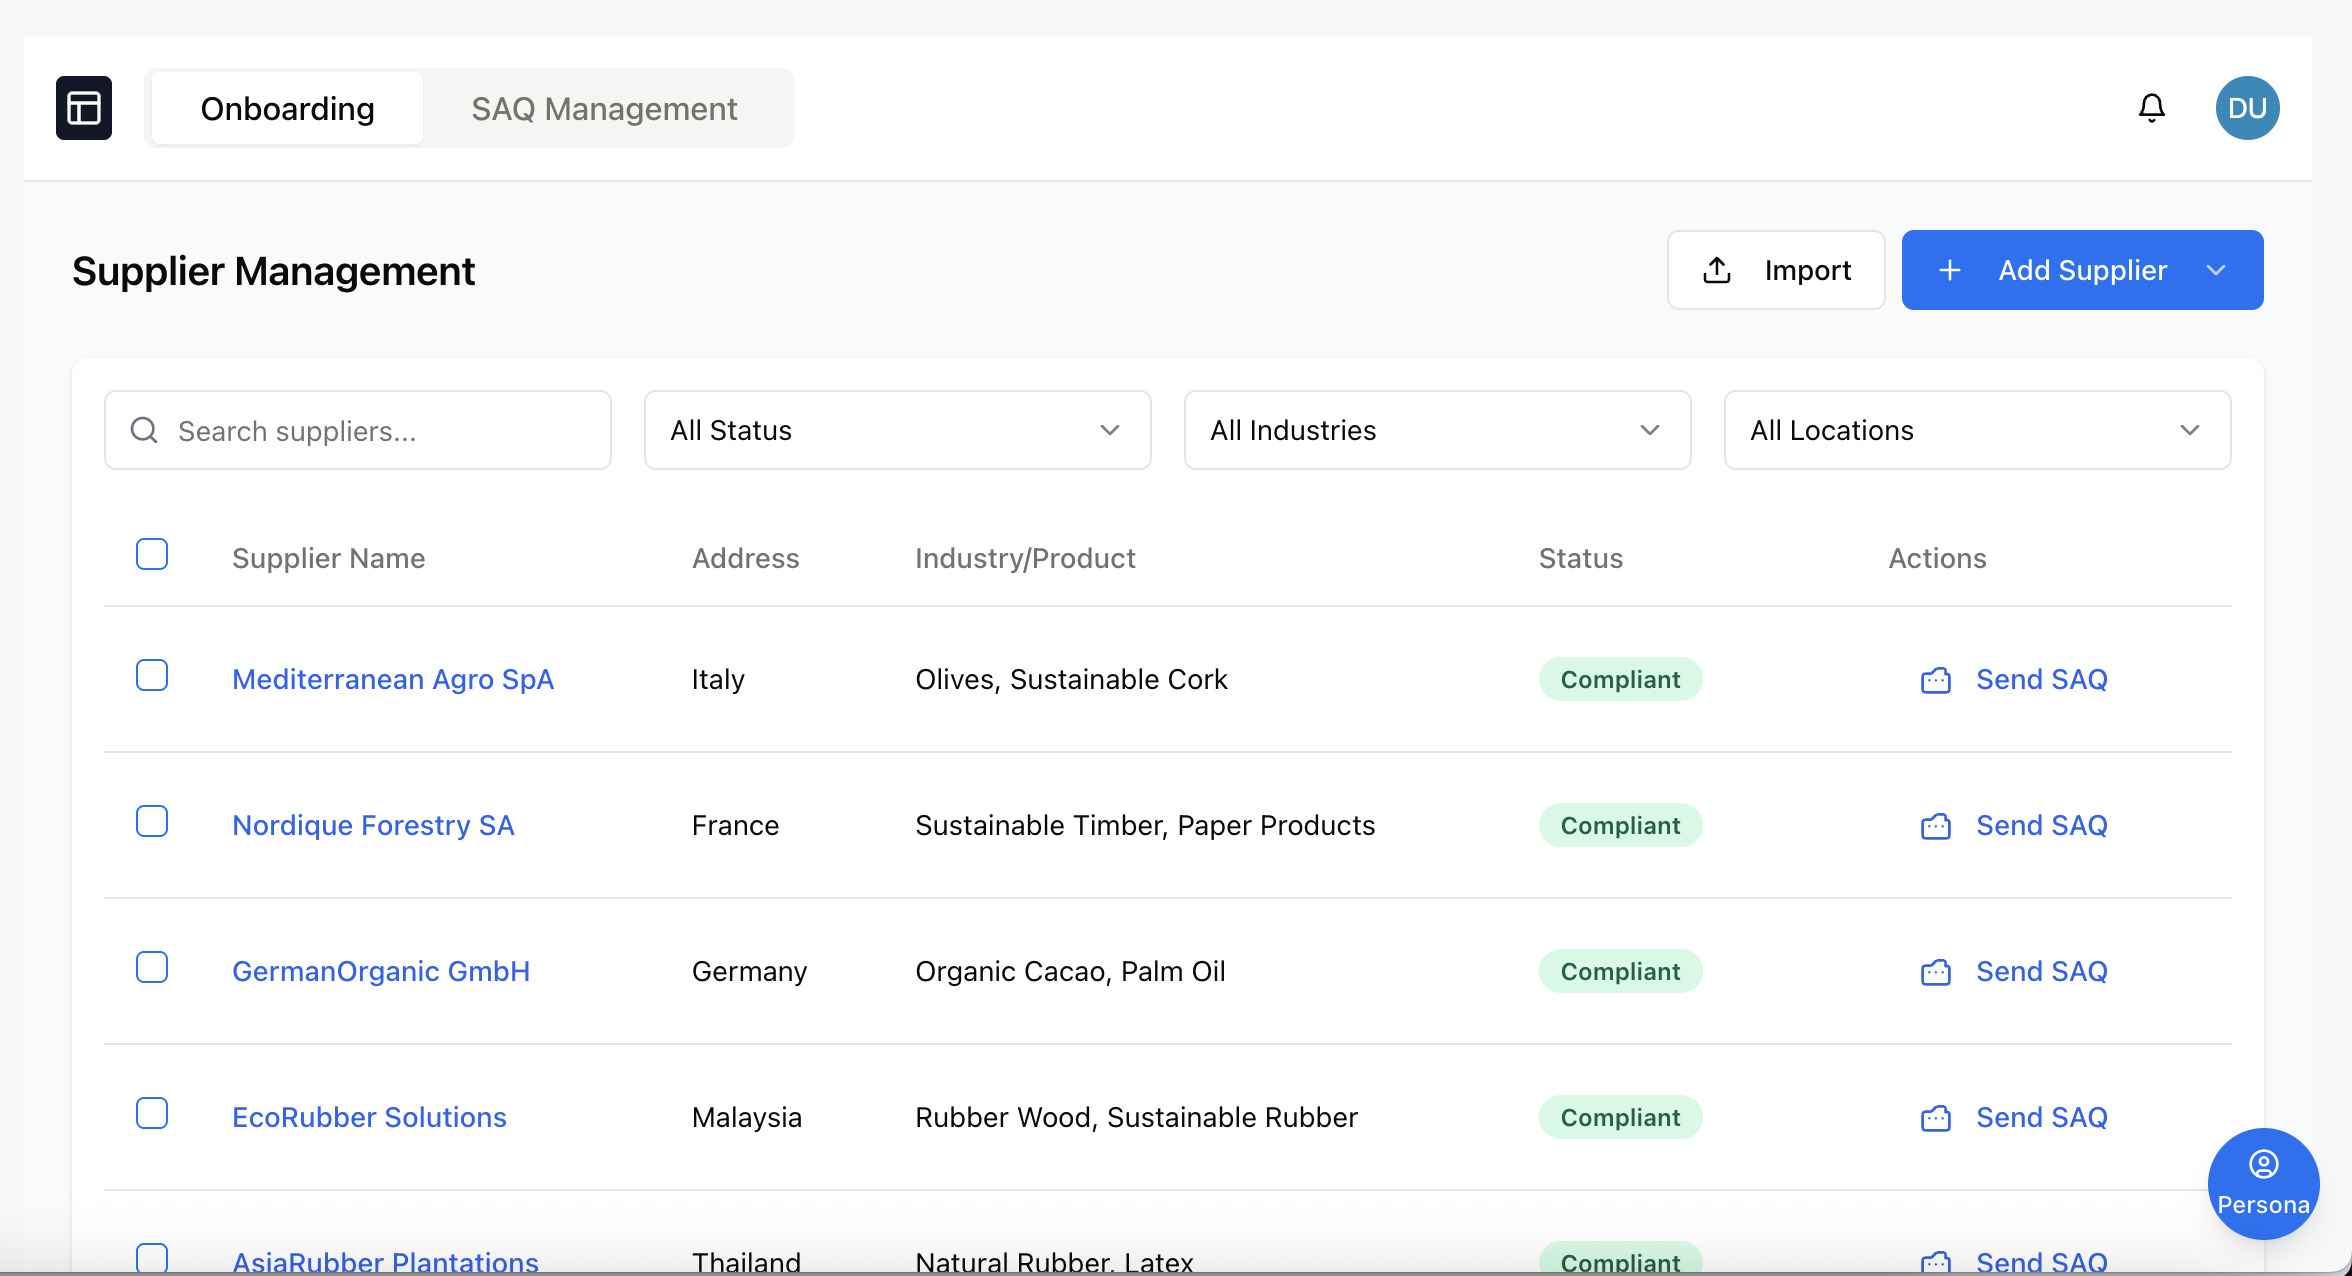 Onboarding SAQ Management DU
Supplier Management Import Add Supplier
Search suppliers... All Status All Industries All Locations
Supplier Name Address Industry/Product Status Actions
Mediterranean Agro SpA Italy Olives, Sustainable Cork Compliant Send SAQ
Nordique Forestry SA France Sustainable Timber, Paper Products Compliant Send SAQ
GermanOrganic GmbH Germany Organic Cacao, Palm Oil Compliant Send SAQ
EcoRubber Solutions Malaysia Rubber Wood, Sustainable Rubber Compliant Send SAQ
Persona
AsiaRubber Plantations Thailand Natural Rubber, Latex Compliant Send SAQ